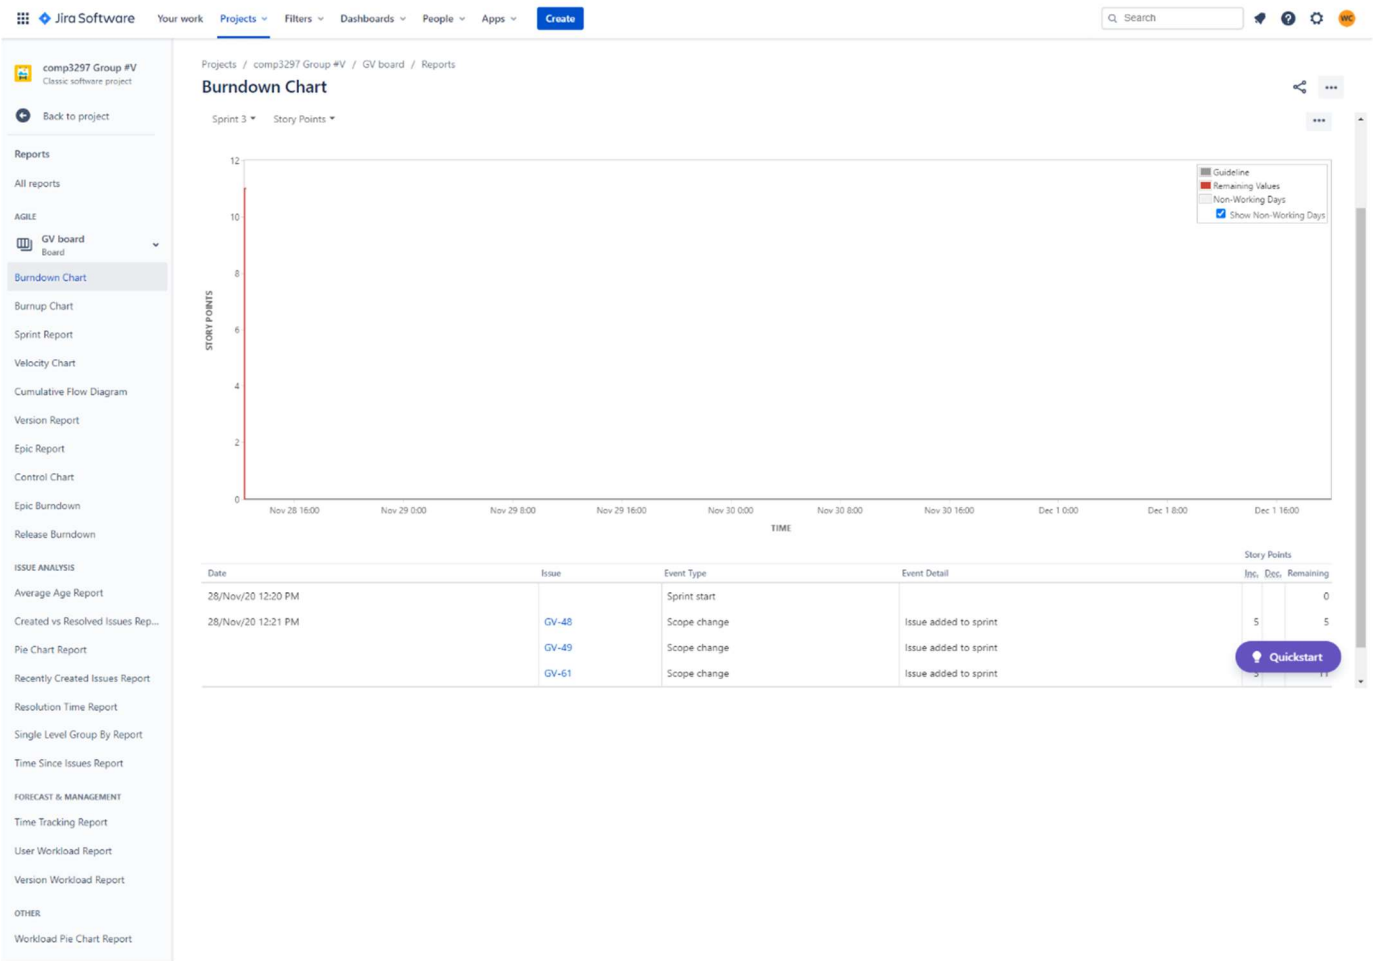 Jira Software Your work Projects Filters Dashboards People Apps Create Search WC
comp3297 Group #V
Classic software project
Back to project
Reports
All reports
AGILE
GV board
Board
Burndown Chart
Burnup Chart
Sprint Report
Velocity Chart
Cumulative Flow Diagram
Version Report
Epic Report
Control Chart
Epic Burndown
Release Burndown
ISSUE ANALYSIS
Average Age Report
Created vs Resolved Issues Rep...
Pie Chart Report
Recently Created Issues Report
Resolution Time Report
Single Level Group By Report
Time Since Issues Report
FORECAST & MANAGEMENT
Time Tracking Report
User Workload Report
Version Workload Report
OTHER
Workload Pie Chart Report
Projects / comp3297 Group #V / GV board / Reports
Burndown Chart
Sprint 3 Story Points
Guideline
Remaining Values
Non-Working Days
Show Non-Working Days
STORY POINTS
12
10
8
6
4
2
0
Nov 28 16:00 Nov 29 0:00 Nov 29 8:00 Nov 29 16:00 Nov 30 0:00 Nov 30 8:00 Nov 30 16:00 Dec 1 0:00 Dec 1 8:00 Dec 1 16:00
TIME
Story Points
Date Issue Event Type Event Detail Inc. Dec. Remaining
28/Nov/20 12:20 PM Sprint start 0
28/Nov/20 12:21 PM GV-48 Scope change Issue added to sprint 5 5
GV-49 Scope change Issue added to sprint
GV-61 Scope change Issue added to sprint
Quickstart